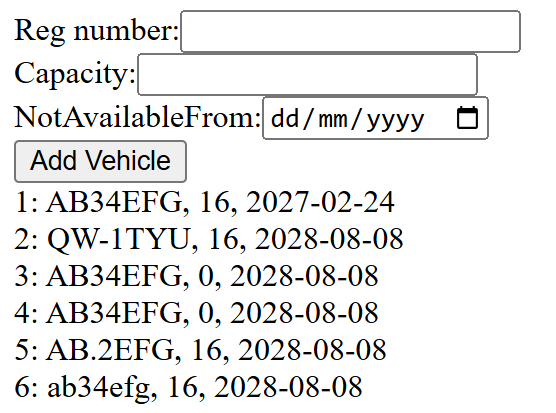 Reg number:
Capacity:
NotAvailableFrom: dd/mm/yyyy
Add Vehicle
1: AB34EFG, 16, 2027-02-24
2: QW-1TYU, 16, 2028-08-08
3: AB34EFG, 0, 2028-08-08
4: AB34EFG, 0, 2028-08-08
5: AB.2EFG, 16, 2028-08-08
6: ab34efg, 16, 2028-08-08